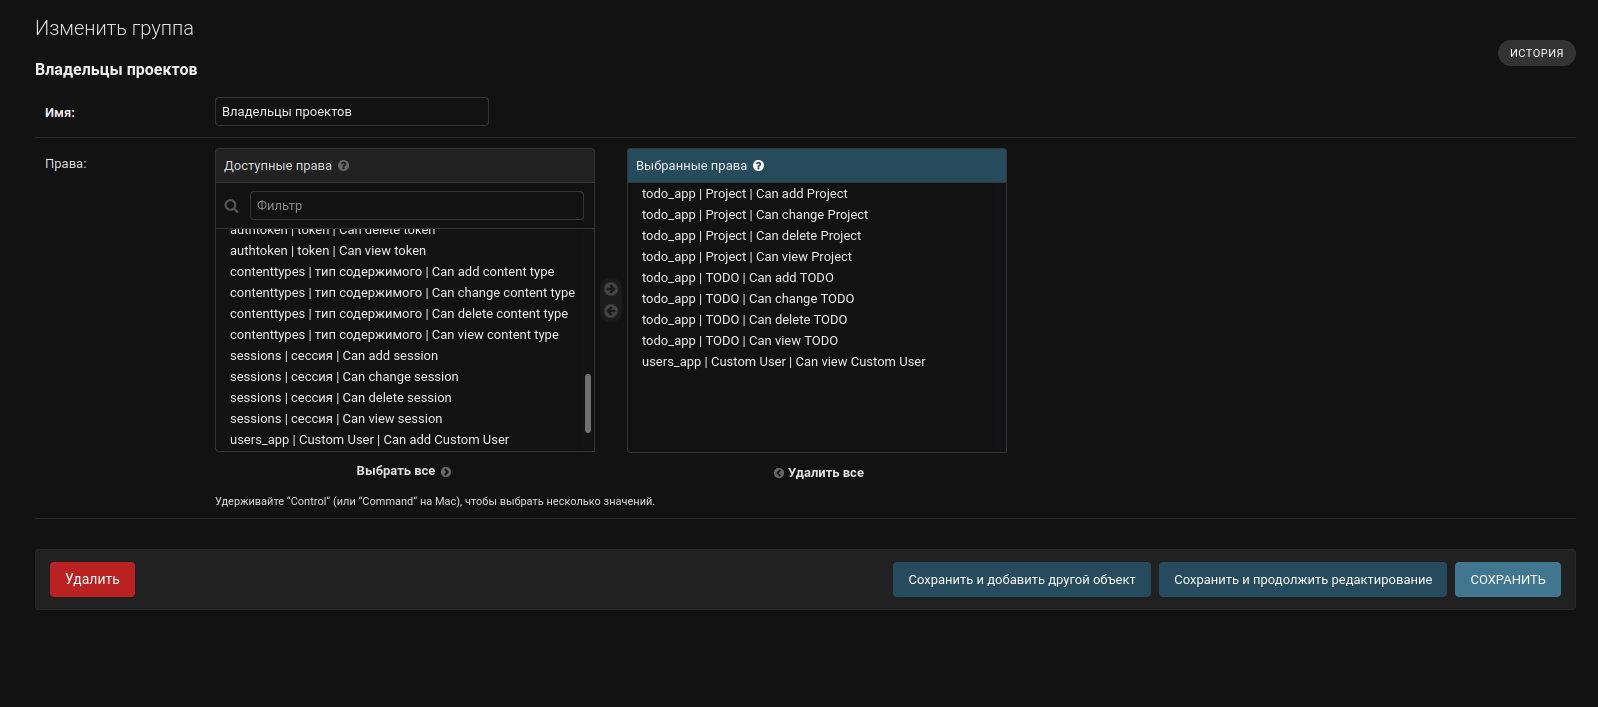 Изменить группа
ИСТОРИЯ
Владельцы проектов
Имя:
Владельцы проектов
Права:
Доступные права
Фильтр
authtoken | token | Can delete token
authtoken | token | Can view token
contenttypes | тип содержимого | Can add content type
contenttypes | тип содержимого | Can change content type
contenttypes | тип содержимого | Can delete content type
contenttypes | тип содержимого | Can view content type
sessions | сессия | Can add session
sessions | сессия | Can change session
sessions | сессия | Can delete session
sessions | сессия | Can view session
users_app | Custom User | Can add Custom User
Выбрать все
Выбранные права
todo_app | Project | Can add Project
todo_app | Project | Can change Project
todo_app | Project | Can delete Project
todo_app | Project | Can view Project
todo_app | TODO | Can add TODO
todo_app | TODO | Can change TODO
todo_app | TODO | Can delete TODO
todo_app | TODO | Can view TODO
users_app | Custom User | Can view Custom User
Удалить все
Удерживайте “Control“ (или “Command“ на Mac), чтобы выбрать несколько значений.
Удалить
Сохранить и добавить другой объект
Сохранить и продолжить редактирование
СОХРАНИТЬ